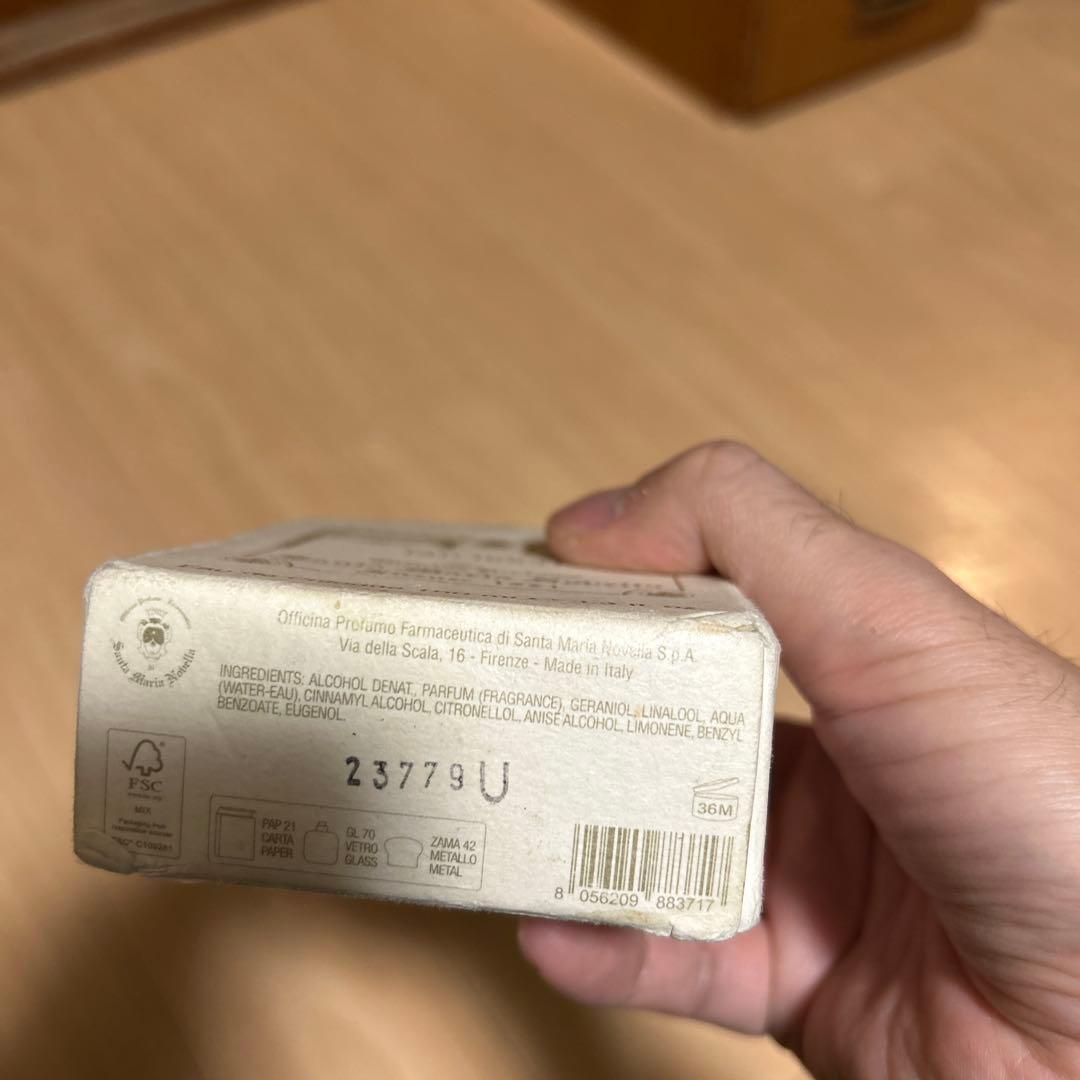 Santa Maria Novella
Officina Profumo Farmaceutica di Santa Maria Novella S.p.A.
Via della Scala, 16 - Firenze - Made in Italy
INGREDIENTS: ALCOHOL DENAT., PARFUM (FRAGRANCE), GERANIOL, LINALOOL, AQUA
(WATER-EAU), CINNAMYL ALCOHOL, CITRONELLOL, ANISE ALCOHOL, LIMONENE, BENZYL
BENZOATE, EUGENOL.
23779U
FSC
MIX
36M
PAP 21
CARTA
PAPER
GL 70
VETRO
GLASS
ZAMA 42
METALLO
METAL
8 056209 883717